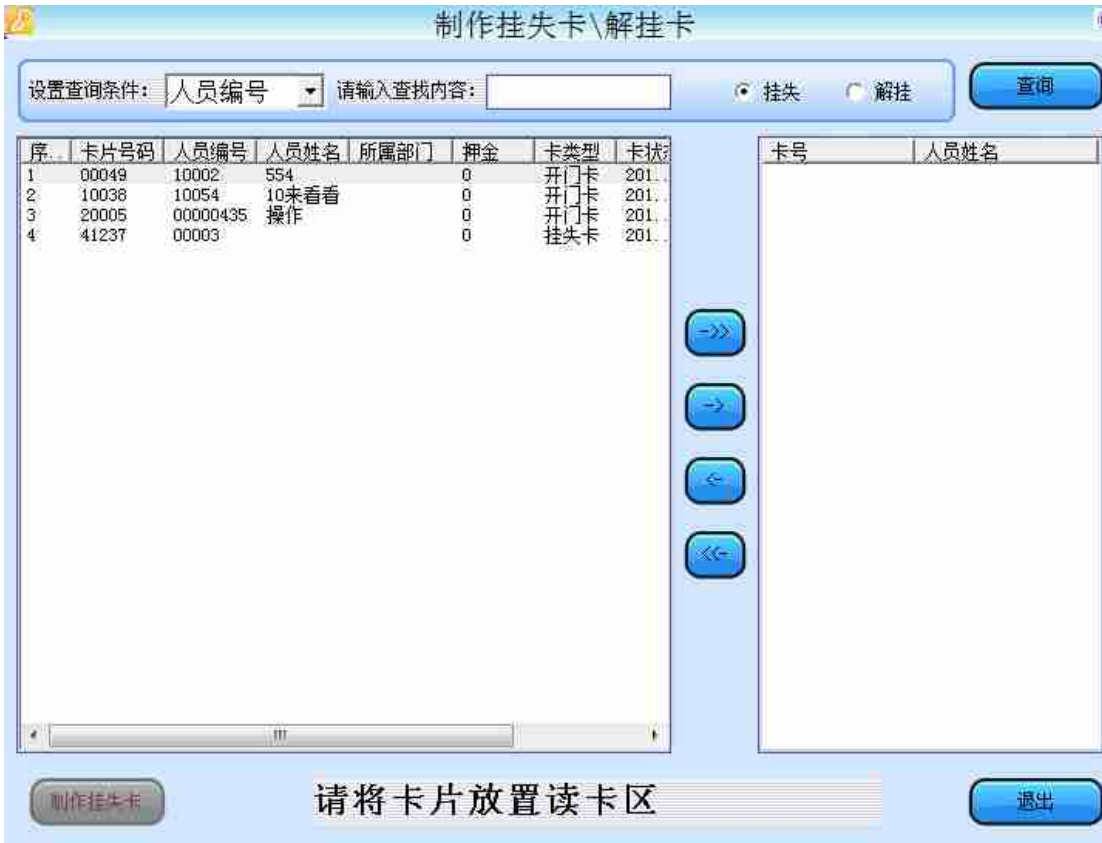 制作挂失卡\解挂卡
设置查询条件： 人员编号 请输入查找内容： 挂失 解挂 查询
序.. 卡片号码 人员编号 人员姓名 所属部门 押金 卡类型 卡状 卡号 人员姓名
1 00049 10002 554 0 开门卡 201...
2 10038 10054 10来看看 0 开门卡 201...
3 20005 00000435 操作 0 开门卡 201...
4 41237 00003 0 挂失卡 201...
->>
->
<-
<<-
制作挂失卡 请将卡片放置读卡区 退出